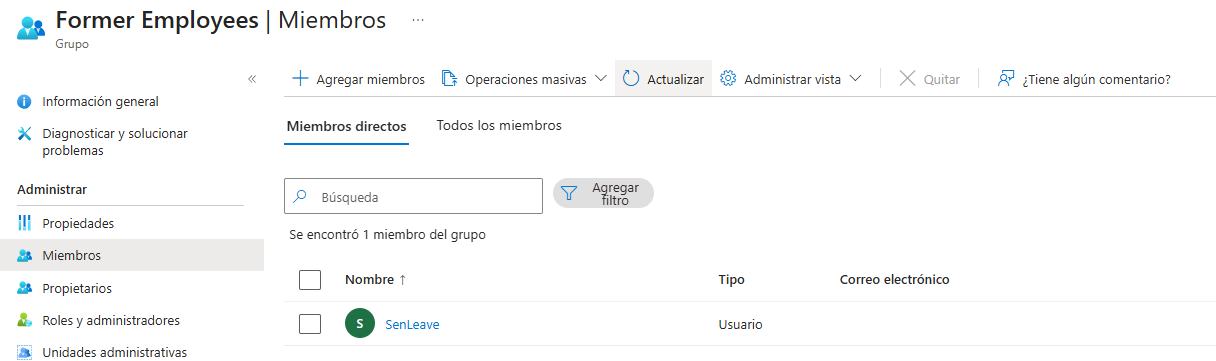 Former Employees | Miembros ...
Grupo
«
Información general
Diagnosticar y solucionar
problemas
Administrar
Propiedades
Miembros
Propietarios
Roles y administradores
Unidades administrativas
Agregar miembros
Operaciones masivas
Actualizar
Administrar vista
Quitar
¿Tiene algún comentario?
Miembros directos
Todos los miembros
Búsqueda
Agregar
filtro
Se encontró 1 miembro del grupo
Nombre ↑ Tipo Correo electrónico
S SenLeave Usuario